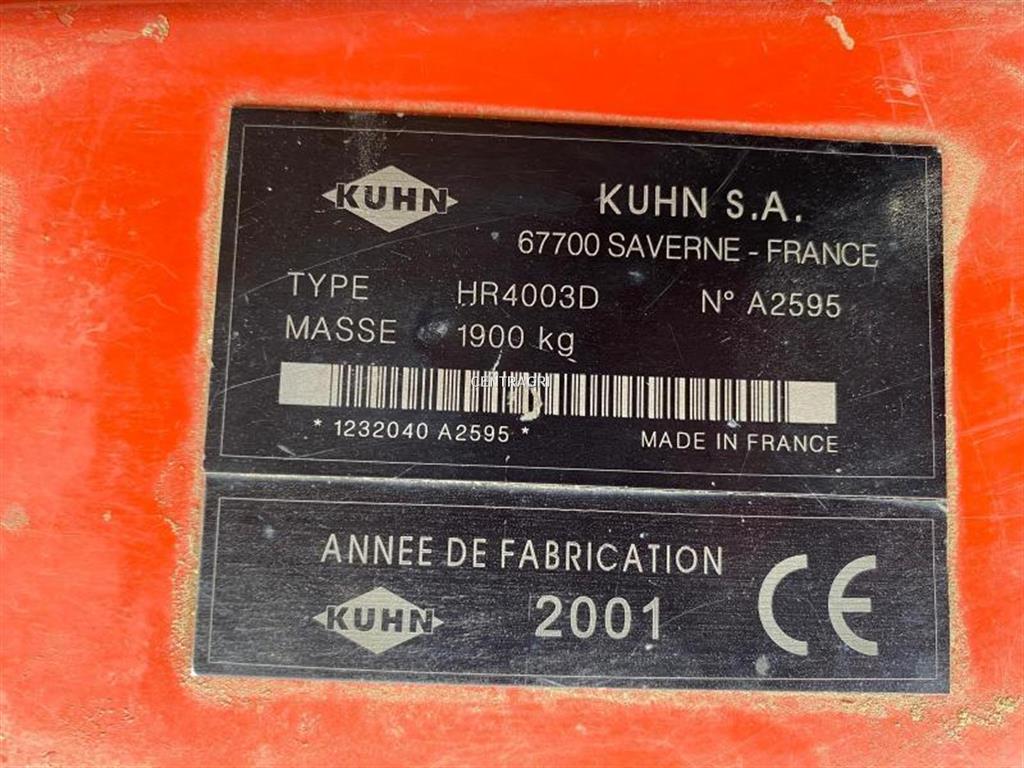 KUHN
KUHN S.A.
67700 SAVERNE - FRANCE
TYPE HR4003D N° A2595
MASSE 1900 kg
CENTRAGRI
* 1232040 A2595 * MADE IN FRANCE
ANNEE DE FABRICATION
KUHN 2001 CE